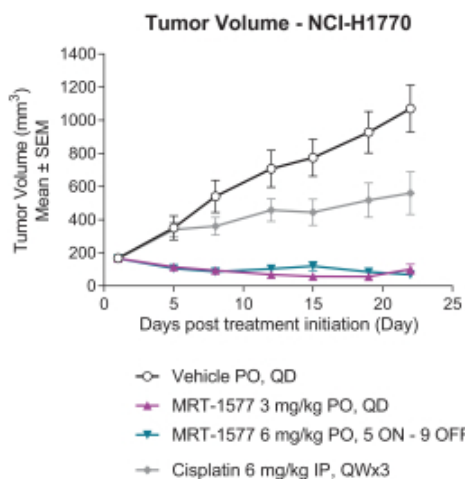 Tumor Volume - NCI-H1770
Tumor Volume (mm³)
Mean ± SEM
1400
1200
1000
800
600
400
200
0
0 5 10 15 20 25
Days post treatment initiation (Day)
Vehicle PO, QD
MRT-1577 3 mg/kg PO, QD
MRT-1577 6 mg/kg PO, 5 ON - 9 OFF
Cisplatin 6 mg/kg IP, QWx3